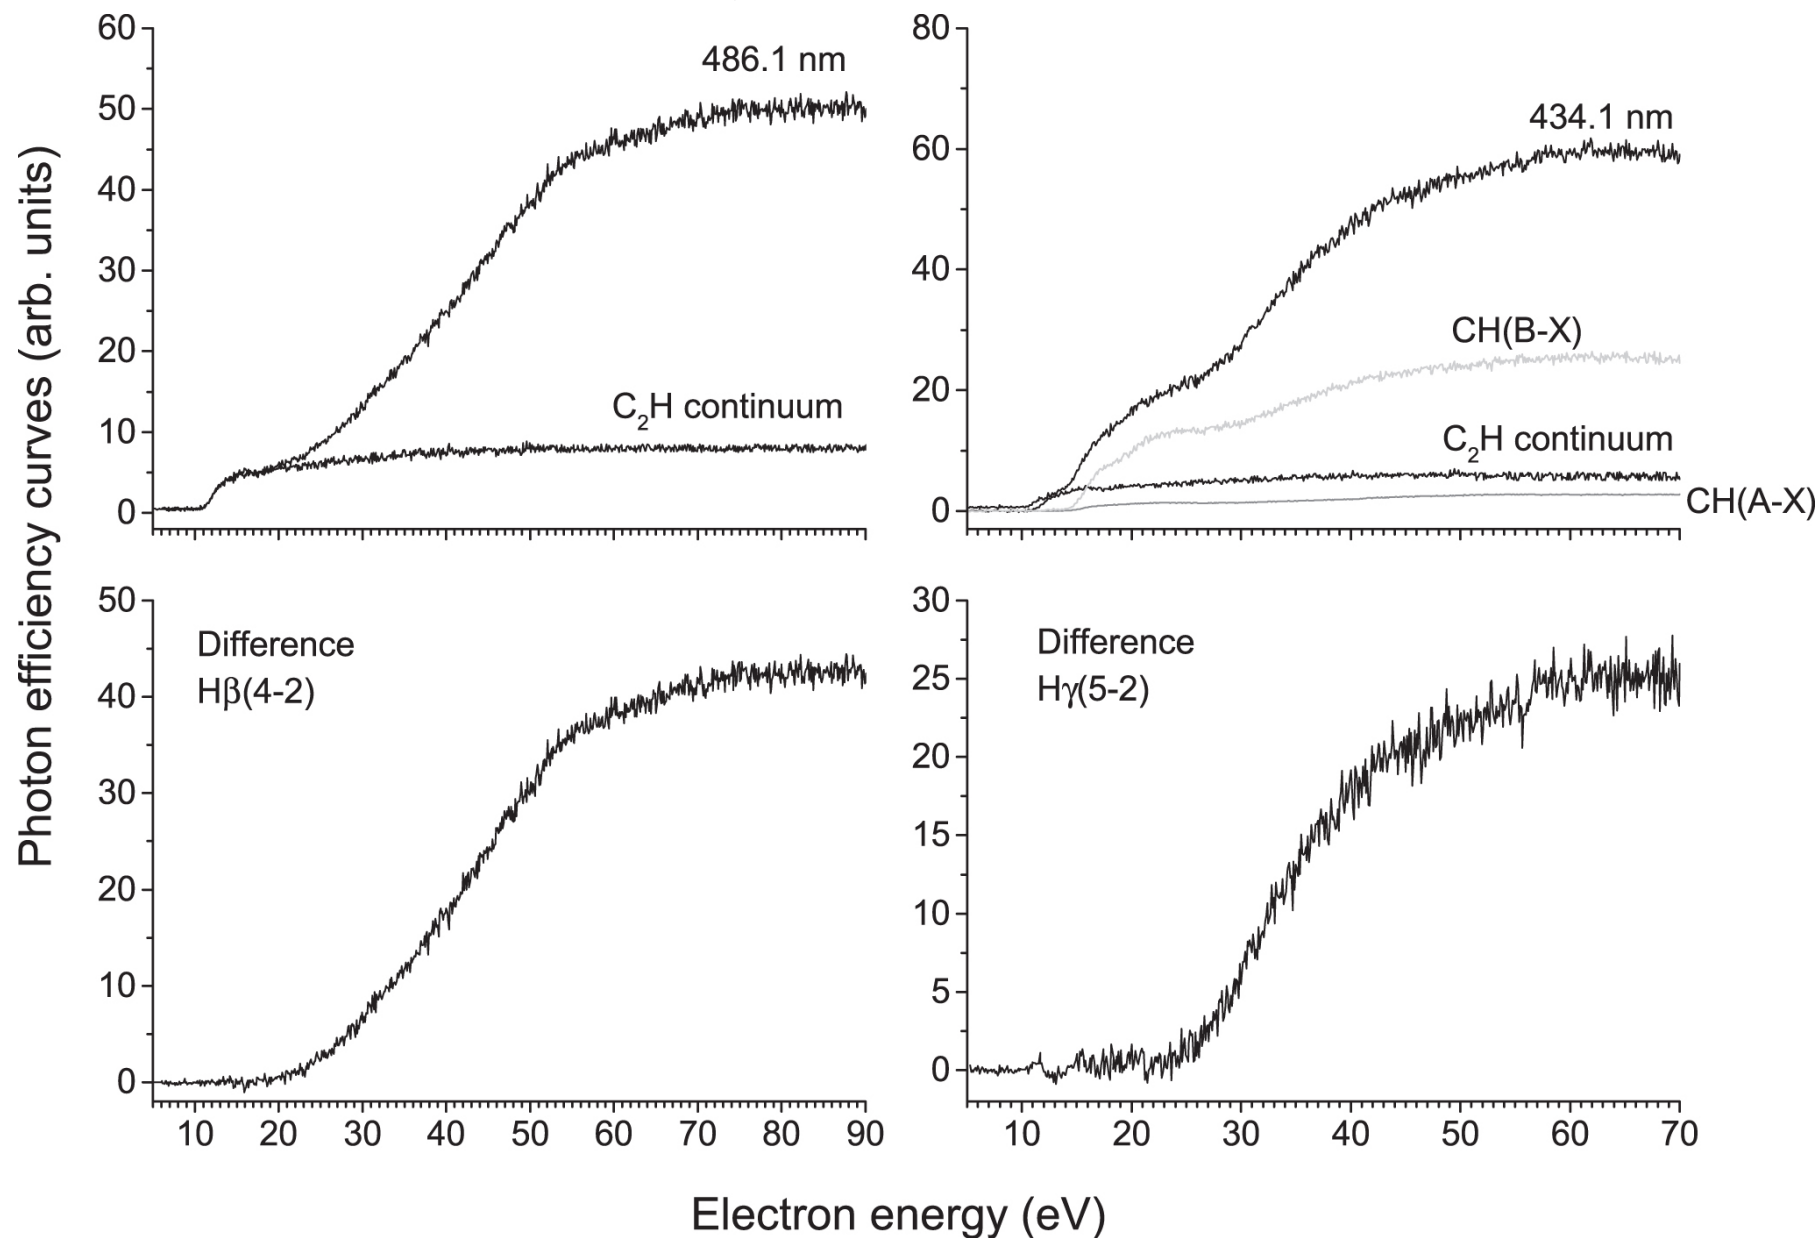 Photon efficiency curves (arb. units)
60
50
40
30
20
10
0
486.1 nm
C₂H continuum
80
60
40
20
0
434.1 nm
CH(B-X)
C₂H continuum
CH(A-X)
50
40
30
20
10
0
Difference
Hβ(4-2)
10 20 30 40 50 60 70 80 90
30
25
20
15
10
5
0
Difference
Hγ(5-2)
10 20 30 40 50 60 70
Electron energy (eV)